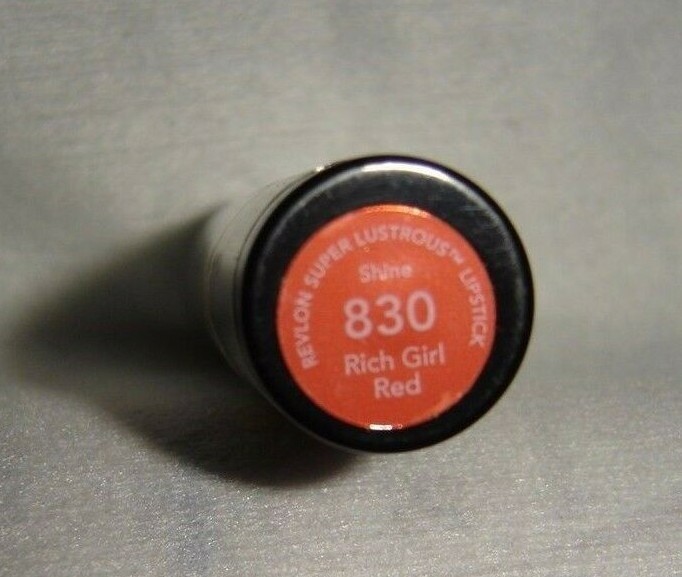 REVLON SUPER LUSTROUS™ LIPSTICK
Shine
830
Rich Girl
Red